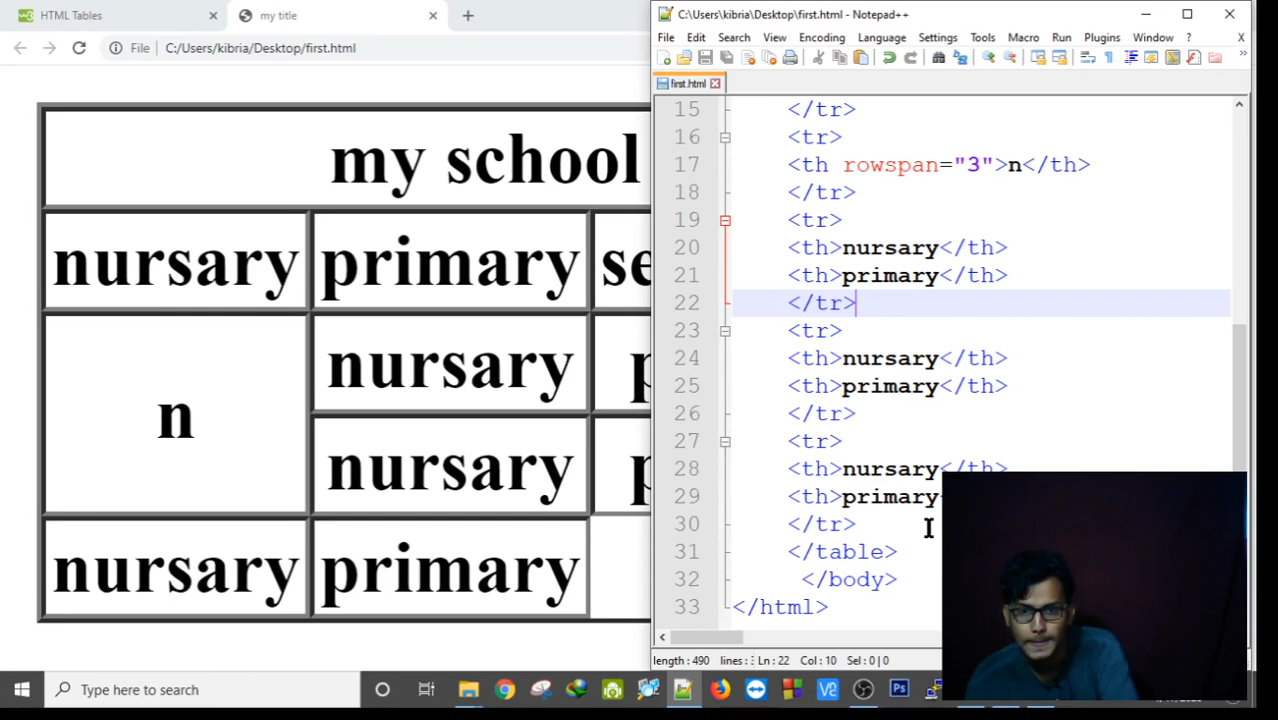 HTML Tables
my title
File
C:/Users/kibria/Desktop/first.html
my school
nursary primary se
n
nursary p
nursary p
nursary primary
C:\Users\kibria\Desktop\first.html - Notepad++
File Edit Search View Encoding Language Settings Tools Macro Run Plugins Window ? X
first.html
15 </tr>
16 <tr>
17 <th rowspan="3">n</th>
18 </tr>
19 <tr>
20 <th>nursary</th>
21 <th>primary</th>
22 </tr>
23 <tr>
24 <th>nursary</th>
25 <th>primary</th>
26 </tr>
27 <tr>
28 <th>nursary</th>
29 <th>primary
30 </tr>
31 </table>
32 </body>
33 </html>
length : 490 lines : Ln : 22 Col : 10 Sel : 0 | 0
Type here to search
Ps